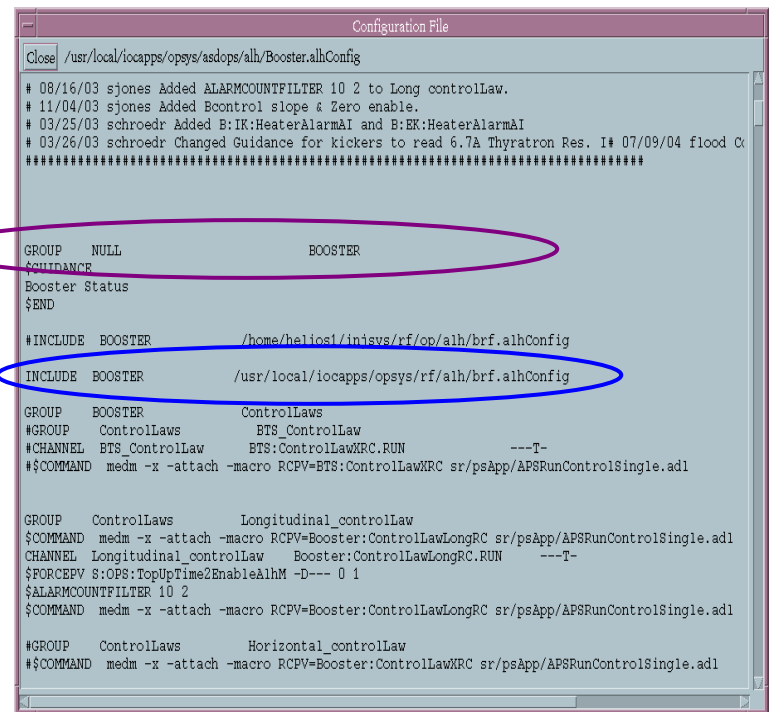 Configuration File
Close /usr/local/iocapps/opsys/asdops/alh/Booster.alhConfig
# 08/16/03 sjones Added ALARMCOUNTFILTER 10 2 to Long controlLaw.
# 11/04/03 sjones Added Bcontrol slope & Zero enable.
# 03/25/03 schroedr Added B:IK:HeaterAlarmAI and B:EK:HeaterAlarmAI
# 03/26/03 schroedr Changed Guidance for kickers to read 6.7A Thyratron Res. I# 07/09/04 flood Co
####################################################################################
GROUP NULL BOOSTER
$GUIDANCE
Booster Status
$END
#INCLUDE BOOSTER /home/helios1/injsys/rf/op/alh/brf.alhConfig
INCLUDE BOOSTER /usr/local/iocapps/opsys/rf/alh/brf.alhConfig
GROUP BOOSTER ControlLaws
#GROUP ControlLaws BTS_ControlLaw
#CHANNEL BTS_ControlLaw BTS:ControlLawXRC.RUN ---T-
#$COMMAND medm -x -attach -macro RCPV=BTS:ControlLawXRC sr/psApp/APSRunControlSingle.adl
GROUP ControlLaws Longitudinal_controlLaw
$COMMAND medm -x -attach -macro RCPV=Booster:ControlLawLongRC sr/psApp/APSRunControlSingle.adl
CHANNEL Longitudinal_controlLaw Booster:ControlLawLongRC.RUN ---T-
$FORCEPV S:OPS:TopUpTime2EnableAlhM -D--- 0 1
$ALARMCOUNTFILTER 10 2
$COMMAND medm -x -attach -macro RCPV=Booster:ControlLawLongRC sr/psApp/APSRunControlSingle.adl
#GROUP ControlLaws Horizontal_controlLaw
#$COMMAND medm -x -attach -macro RCPV=Booster:ControlLawXRC sr/psApp/APSRunControlSingle.adl